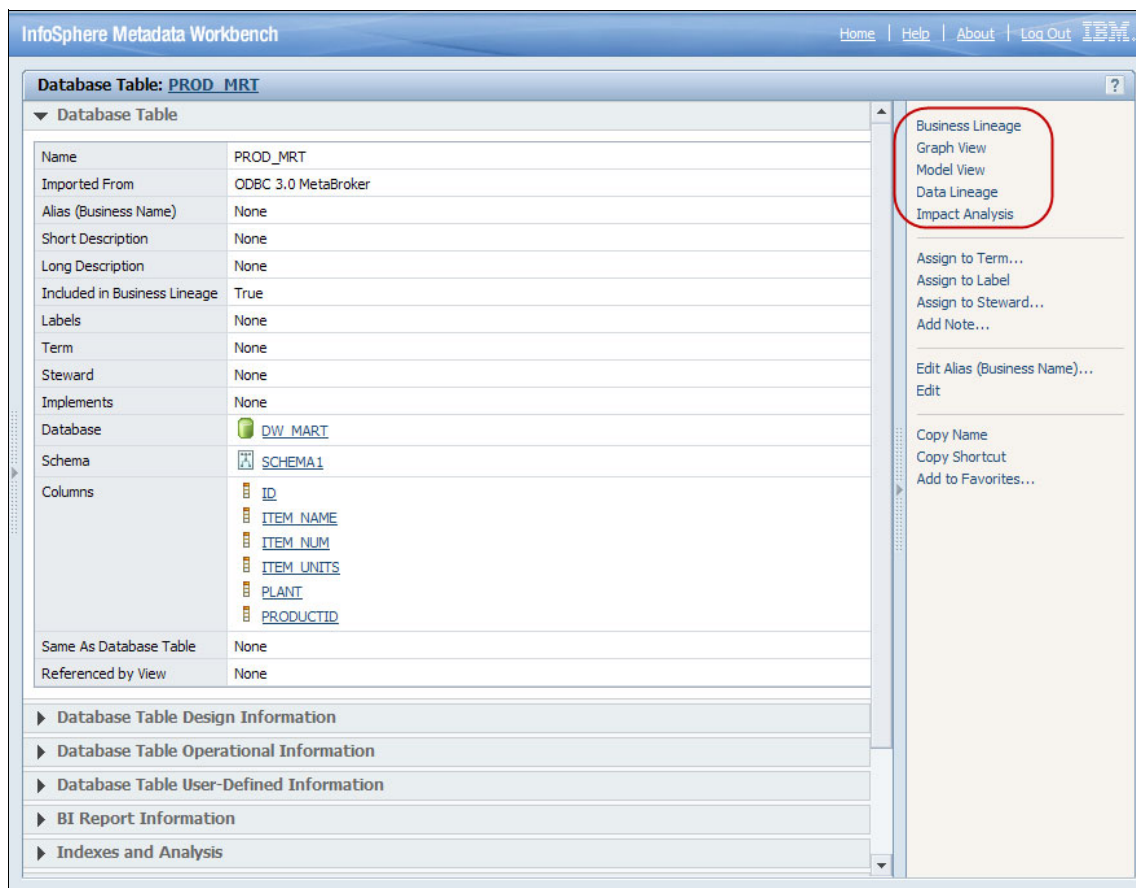 InfoSphere Metadata Workbench
Home | Help | About | Log Out IBM
Database Table: PROD_MRT ?
Database Table
Name PROD_MRT
Imported From ODBC 3.0 MetaBroker
Alias (Business Name) None
Short Description None
Long Description None
Included in Business Lineage True
Labels None
Term None
Steward None
Implements None
Database DW_MART
Schema SCHEMA1
Columns ID
ITEM_NAME
ITEM_NUM
ITEM_UNITS
PLANT
PRODUCTID
Same As Database Table None
Referenced by View None
Database Table Design Information
Database Table Operational Information
Database Table User-Defined Information
BI Report Information
Indexes and Analysis
Business Lineage
Graph View
Model View
Data Lineage
Impact Analysis
Assign to Term...
Assign to Label
Assign to Steward...
Add Note...
Edit Alias (Business Name)...
Edit
Copy Name
Copy Shortcut
Add to Favorites...